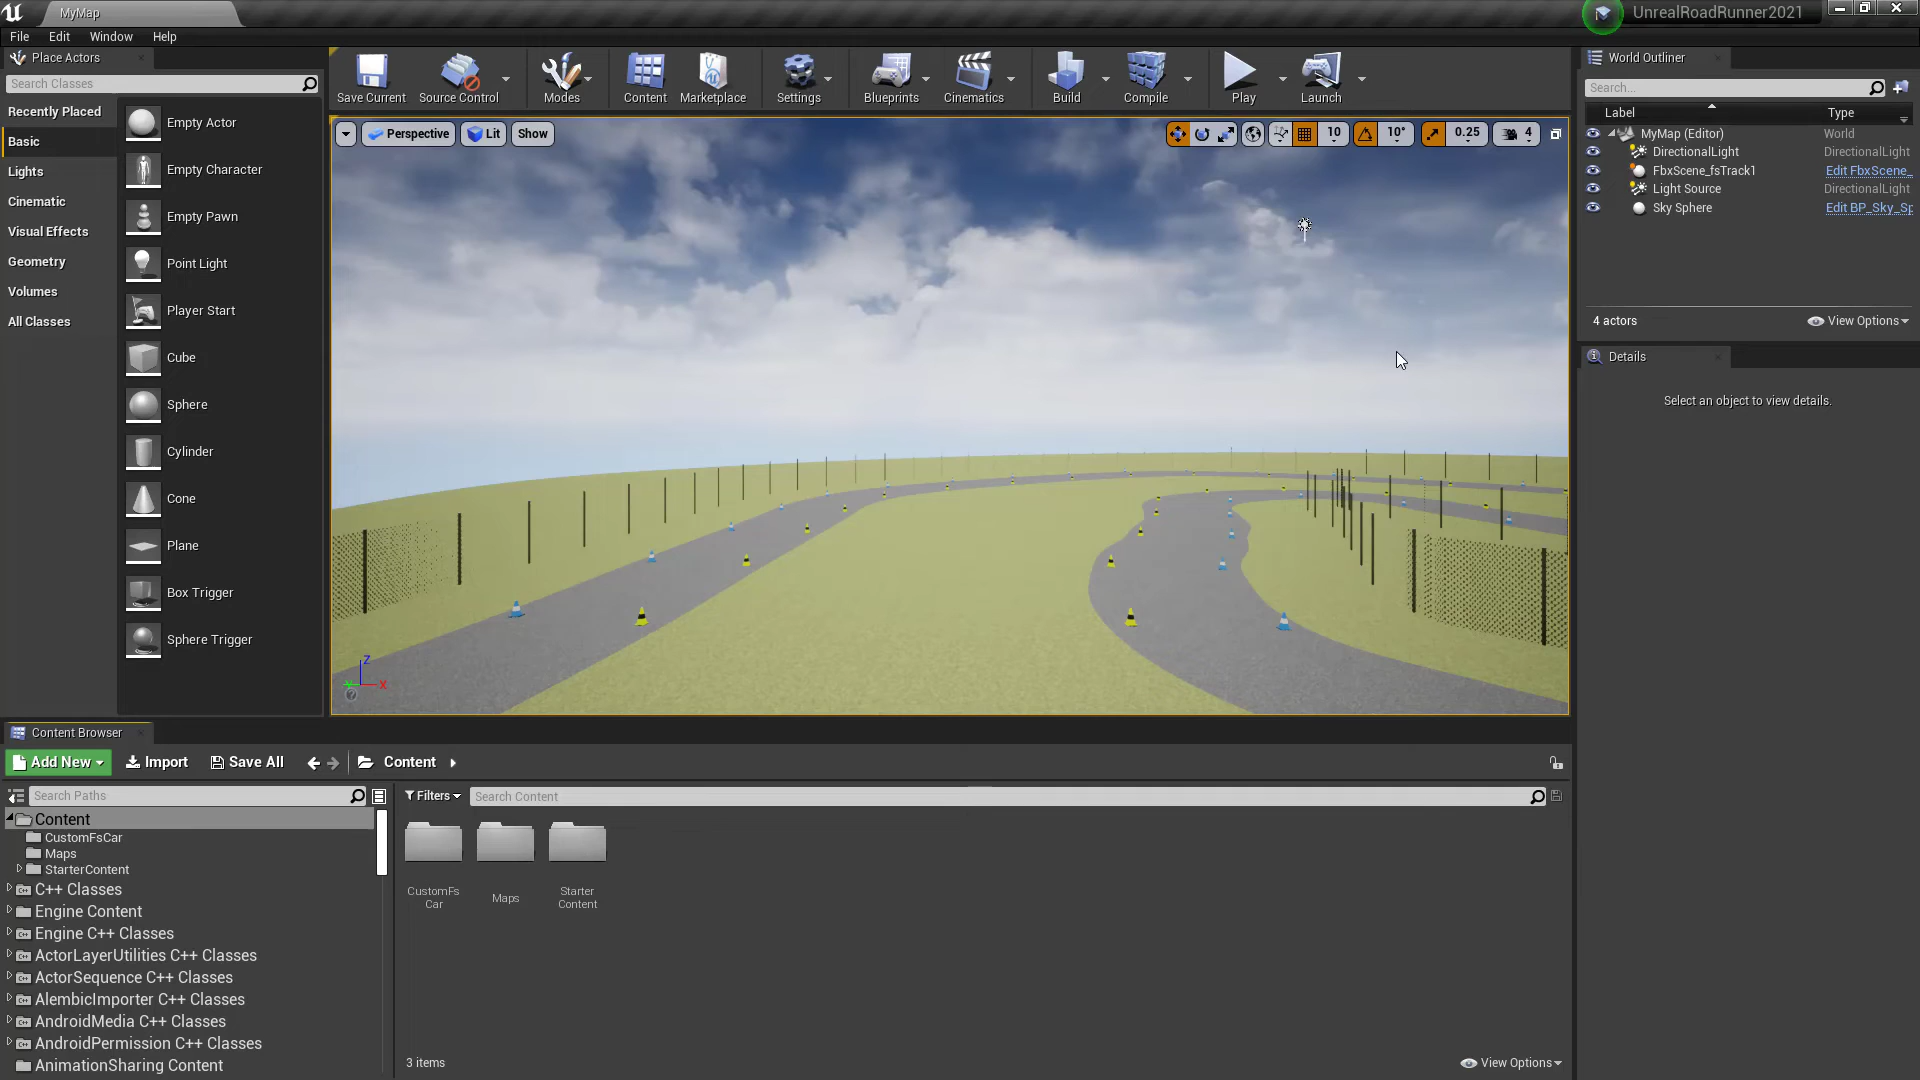 MyMap
UnrealRoadRunner2021
File Edit Window Help
Place Actors
Search Classes
Recently Placed
Basic
Lights
Cinematic
Visual Effects
Geometry
Volumes
All Classes
Empty Actor
Empty Character
Empty Pawn
Point Light
Player Start
Cube
Sphere
Cylinder
Cone
Plane
Box Trigger
Sphere Trigger
Save Current
Source Control
Modes
Content
Marketplace
Settings
Blueprints
Cinematics
Build
Compile
Play
Launch
Perspective Lit Show
10 10° 0.25 4
Z
Y X
World Outliner
Search...
Label Type
MyMap (Editor) World
DirectionalLight DirectionalLight
FbxScene_fsTrack1 Edit FbxScene_
Light Source DirectionalLight
Sky Sphere Edit BP_Sky_Sp
4 actors View Options
Details
Select an object to view details.
Content Browser
Add New Import Save All Content
Search Paths
Content
CustomFsCar
Maps
StarterContent
C++ Classes
Engine Content
Engine C++ Classes
ActorLayerUtilities C++ Classes
ActorSequence C++ Classes
AlembicImporter C++ Classes
AndroidMedia C++ Classes
AndroidPermission C++ Classes
AnimationSharing Content
Filters Search Content
CustomFs
Car
Maps
Starter
Content
3 items View Options